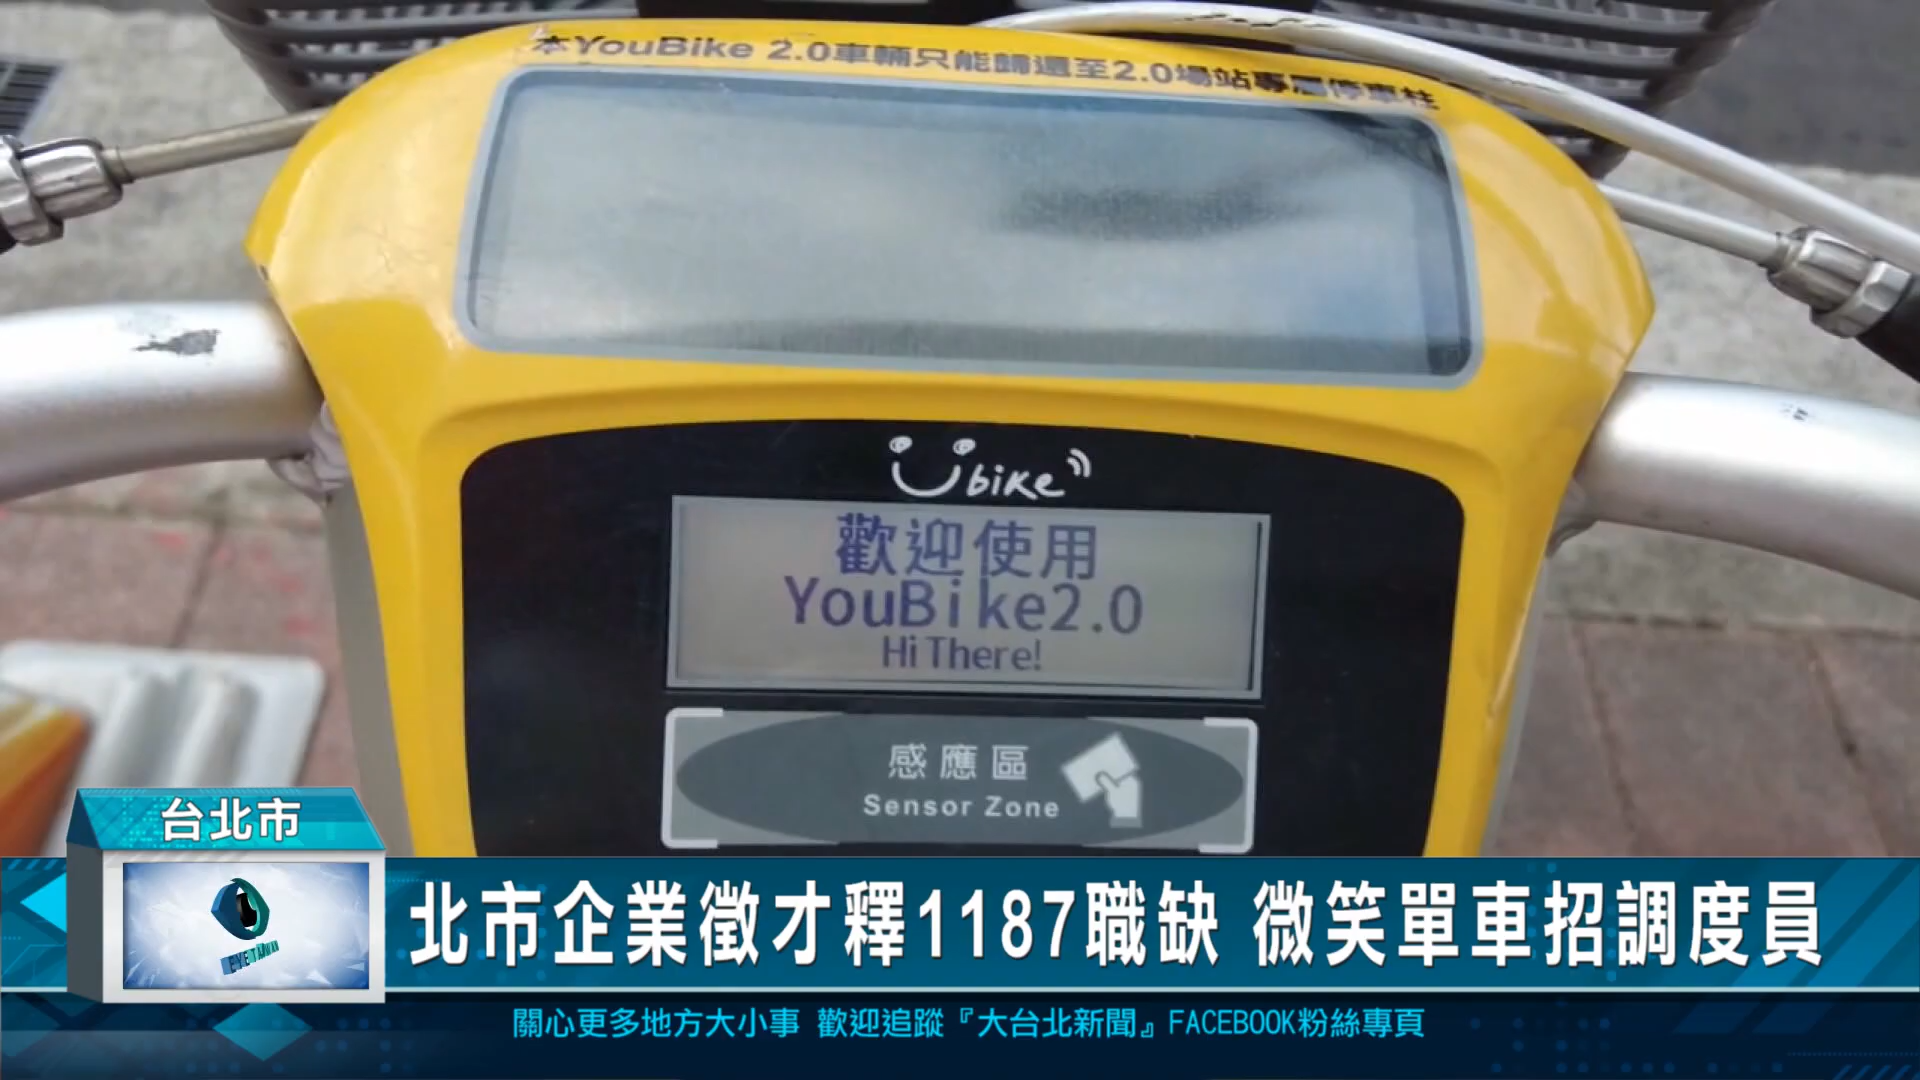 本YouBike 2.0車輛只能歸還至2.0場站專屬停車柱
Ubike
歡迎使用
YouBike2.0
Hi There!
感應區
Sensor Zone
台北市
EYETAIWAN
北市企業徵才釋1187職缺 微笑單車招調度員
關心更多地方大小事 歡迎追蹤『大台北新聞』FACEBOOK粉絲專頁